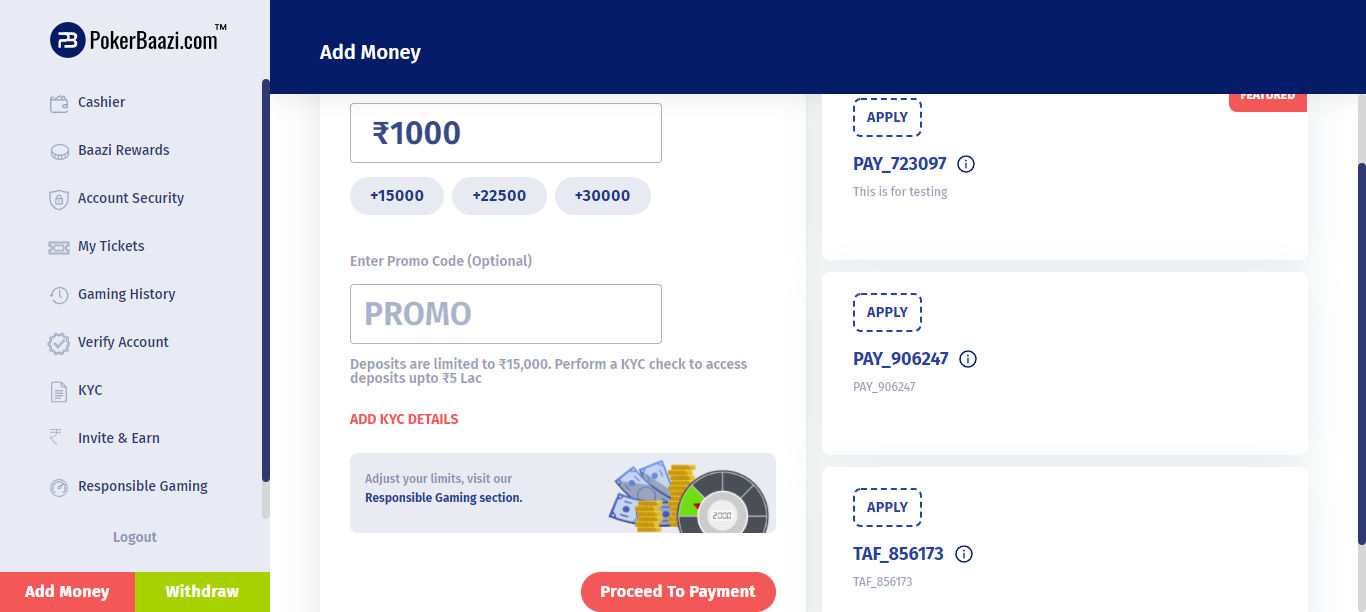 PokerBaazi.com™
Cashier
Baazi Rewards
Account Security
My Tickets
Gaming History
Verify Account
KYC
Invite & Earn
Responsible Gaming
Logout
Add Money
Withdraw
Add Money
₹1000
+15000
+22500
+30000
Enter Promo Code (Optional)
PROMO
Deposits are limited to ₹15,000. Perform a KYC check to access
deposits upto ₹5 Lac
ADD KYC DETAILS
Adjust your limits, visit our
Responsible Gaming section.
2000
Proceed To Payment
FEATURED
APPLY
PAY_723097
This is for testing
APPLY
PAY_906247
PAY_906247
APPLY
TAF_856173
TAF_856173